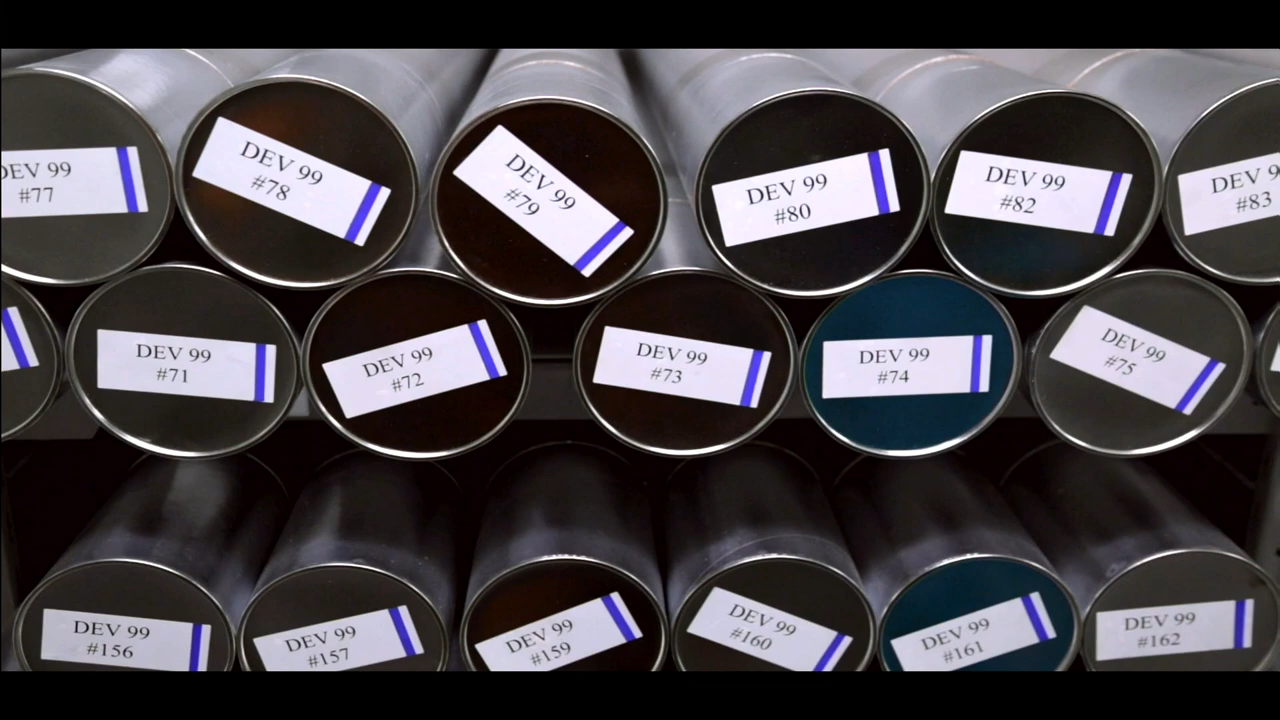 DEV 99
#77
DEV 99
#78
DEV 99
#79
DEV 99
#80
DEV 99
#82
DEV 9
#83
DEV 99
#71
DEV 99
#72
DEV 99
#73
DEV 99
#74
DEV 99
#75
DEV 99
#156
DEV 99
#157
DEV 99
#159
DEV 99
#160
DEV 99
#161
DEV 99
#162